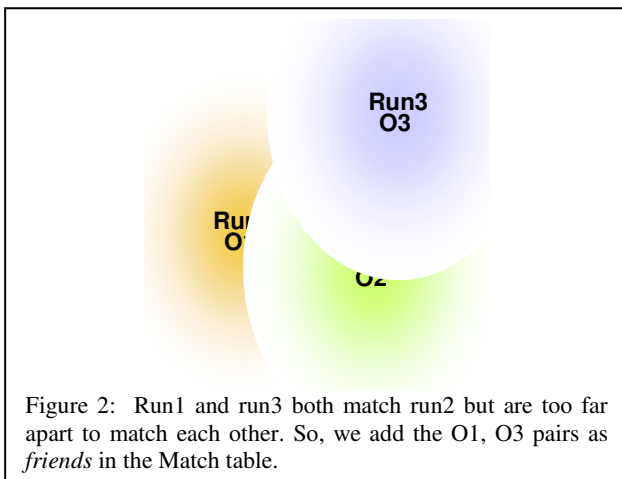 Run3
O3
Run
O
O2
Figure 2: Run1 and run3 both match run2 but are too far
apart to match each other. So, we add the O1, O3 pairs as
friends in the Match table.